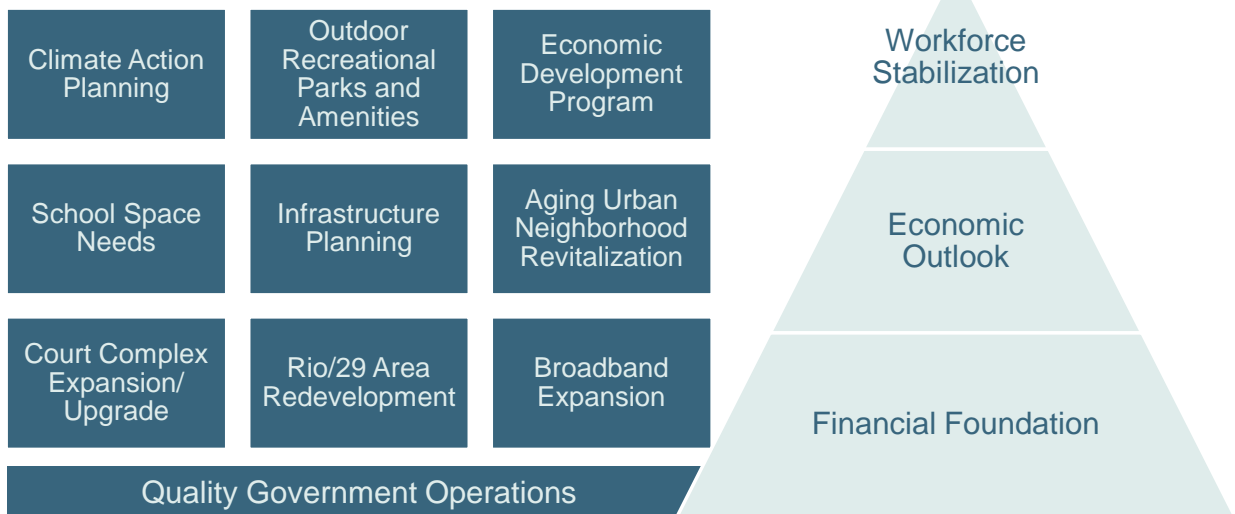 Climate Action
Planning
Outdoor
Recreational
Parks and
Amenities
Economic
Development
Program
School Space
Needs
Infrastructure
Planning
Aging Urban
Neighborhood
Revitalization
Court Complex
Expansion/
Upgrade
Rio/29 Area
Redevelopment
Broadband
Expansion
Quality Government Operations
Workforce
Stabilization
Economic
Outlook
Financial Foundation